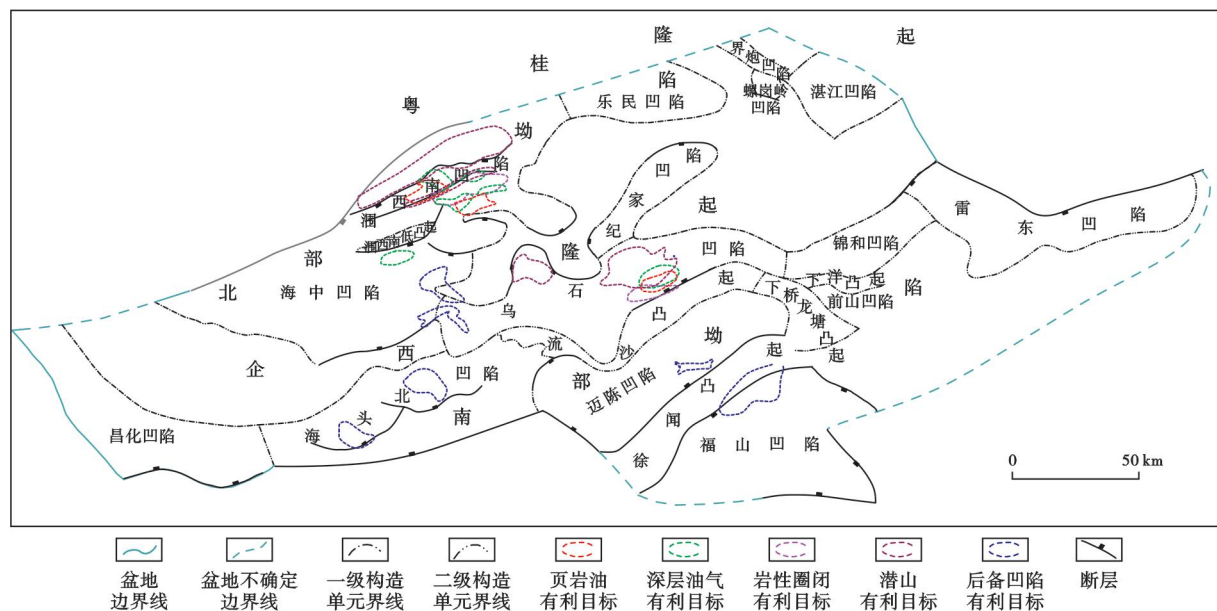 粤桂隆起
北部坳陷
企西隆起
南部坳陷
界炮凹陷
螺岗岭
凹陷
湛江凹陷
乐民凹陷
涠西南凹陷
涠西南低凸起
海中凹陷
纪家凹陷
乌石凹陷
锦和凹陷
雷东凹陷
下洋凸起
前山凹陷
下桥龙塘凸起
流沙凸起
迈陈凹陷
徐闻凸起
福山凹陷
海头北凹陷
昌化凹陷
0
50 km
盆地
边界线
盆地不确定
边界线
一级构造
单元界线
二级构造
单元界线
页岩油
有利目标
深层油气
有利目标
岩性圈闭
有利目标
潜山
有利目标
后备凹陷
有利目标
断层